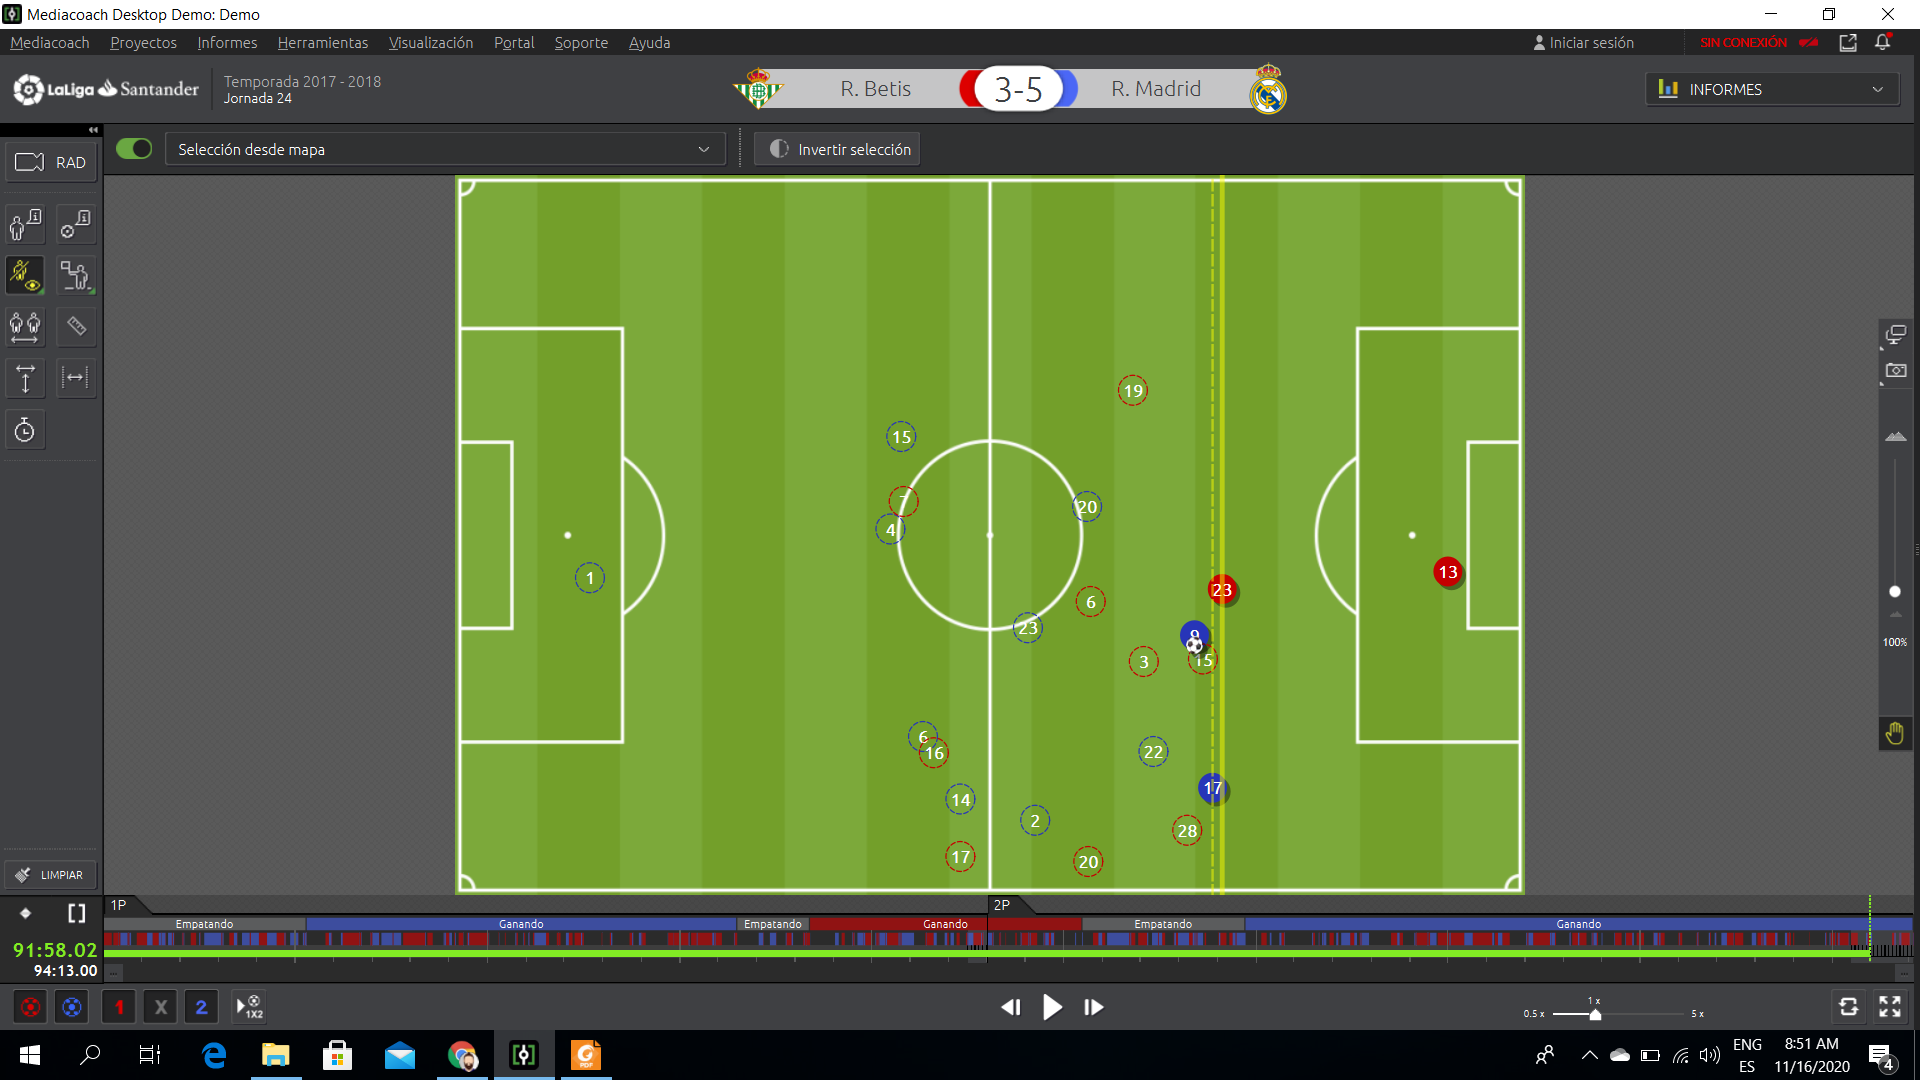 Mediacoach Desktop Demo: Demo
Mediacoach Proyectos Informes Herramientas Visualización Portal Soporte Ayuda Iniciar sesión SIN CONEXIÓN
LaLiga Santander
Temporada 2017 - 2018
Jornada 24
R. Betis 3-5 R. Madrid
INFORMES
RAD
Selección desde mapa
Invertir selección
19
15
7
20
4
13
1
23
6
23
9
3
15
6
16
22
17
14
2
28
17
20
100%
LIMPIAR
1P
2P
Empatando Ganando Empatando Ganando Empatando Ganando
91:58.02
94:13.00
1 X 2
1X2
1 x
0.5 x
5 x
ENG
ES
8:51 AM
11/16/2020
4
PDF